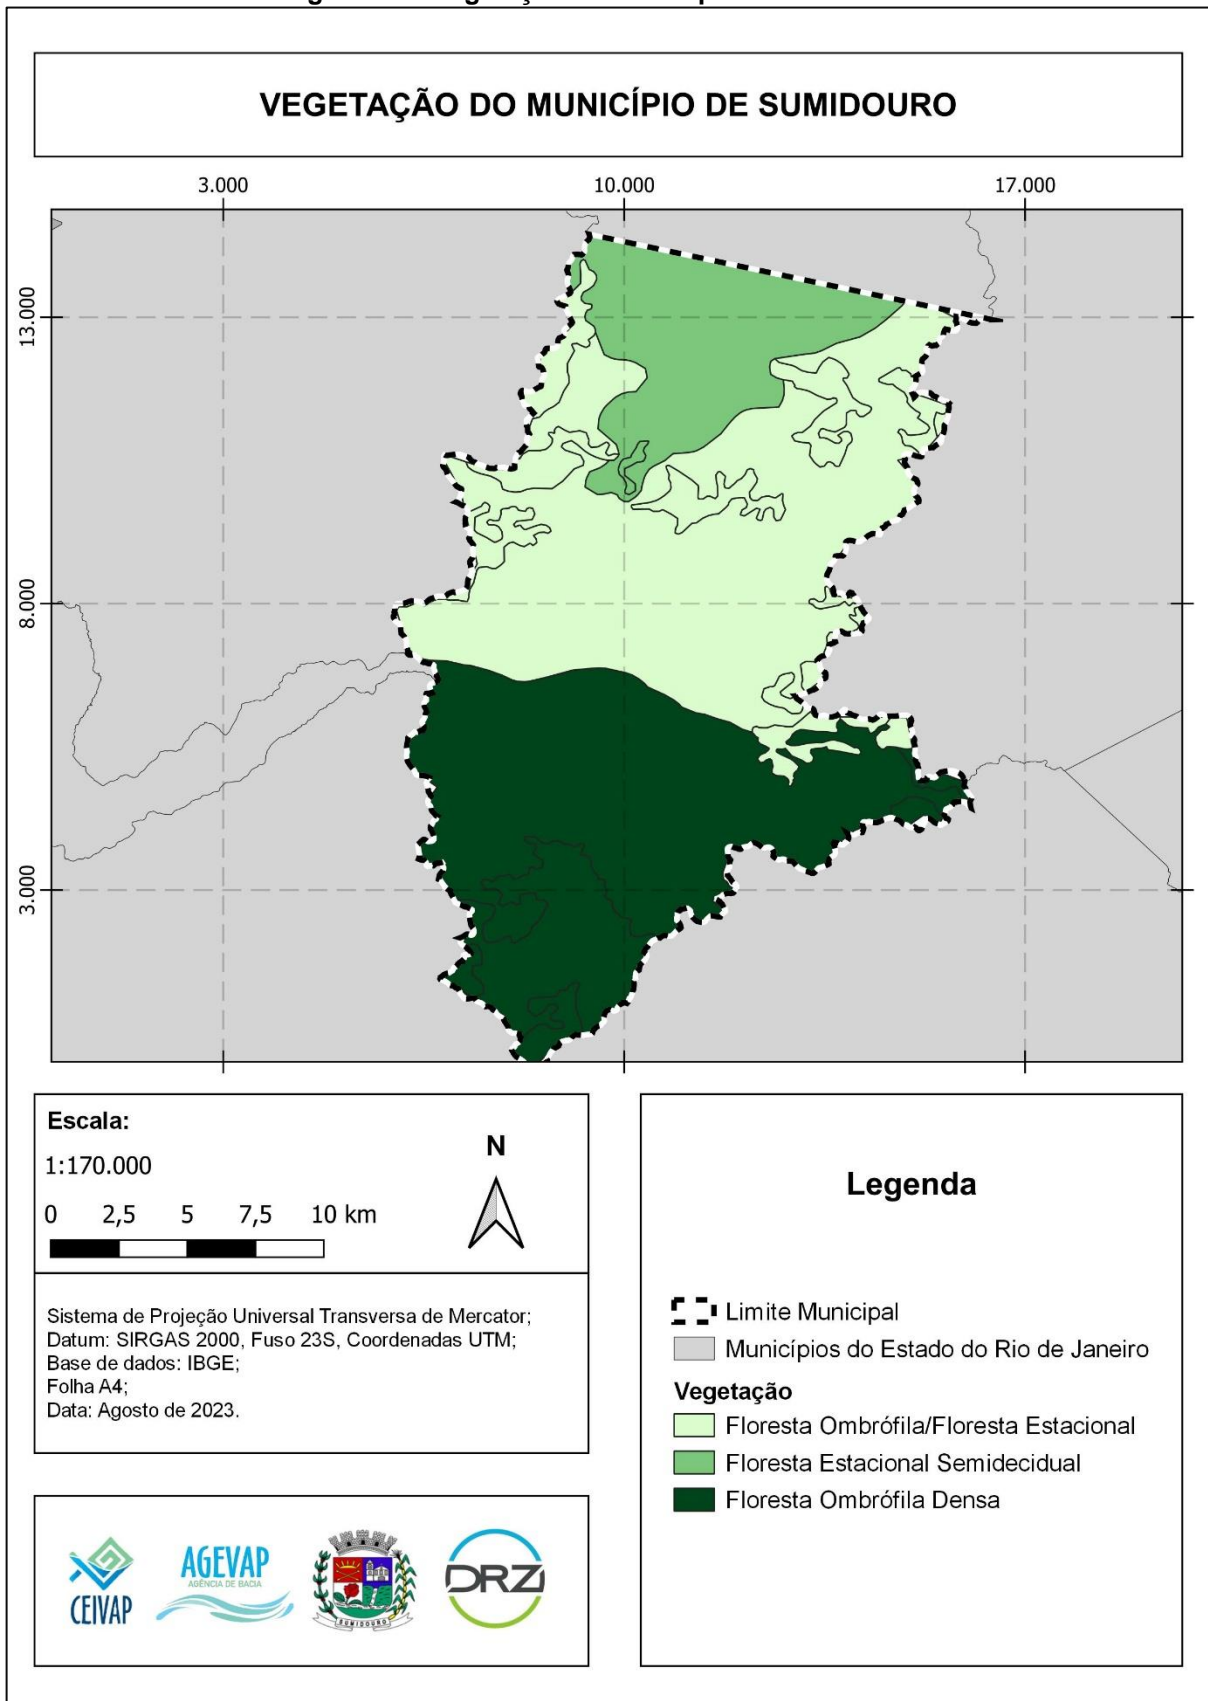 VEGETAÇÃO DO MUNICÍPIO DE SUMIDOURO
3.000
10.000
17.000
13.000
8.000
3.000
Escala:
1:170.000
0 2,5 5 7,5 10 km
N
Sistema de Projeção Universal Transversa de Mercator;
Datum: SIRGAS 2000, Fuso 23S, Coordenadas UTM;
Base de dados: IBGE;
Folha A4;
Data: Agosto de 2023.
Legenda
Limite Municipal
Municípios do Estado do Rio de Janeiro
Vegetação
Floresta Ombrófila/Floresta Estacional
Floresta Estacional Semidecidual
Floresta Ombrófila Densa
CEIVAP
AGEVAP
AGÊNCIA DE BACIA
SUMIDOURO
DRZ